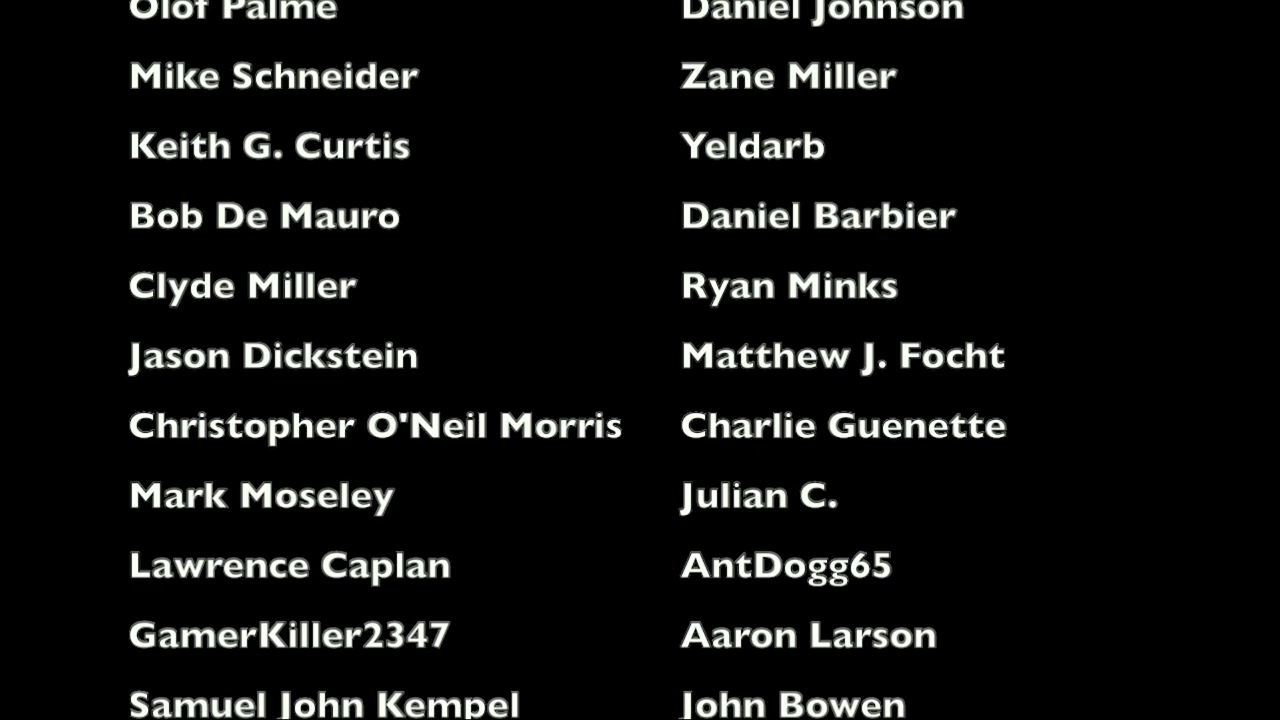 Olof Palme
Daniel Johnson
Mike Schneider
Zane Miller
Keith G. Curtis
Yeldarb
Bob De Mauro
Daniel Barbier
Clyde Miller
Ryan Minks
Jason Dickstein
Matthew J. Focht
Christopher O'Neil Morris
Charlie Guenette
Mark Moseley
Julian C.
Lawrence Caplan
AntDogg65
GamerKiller2347
Aaron Larson
Samuel John Kempel
John Bowen